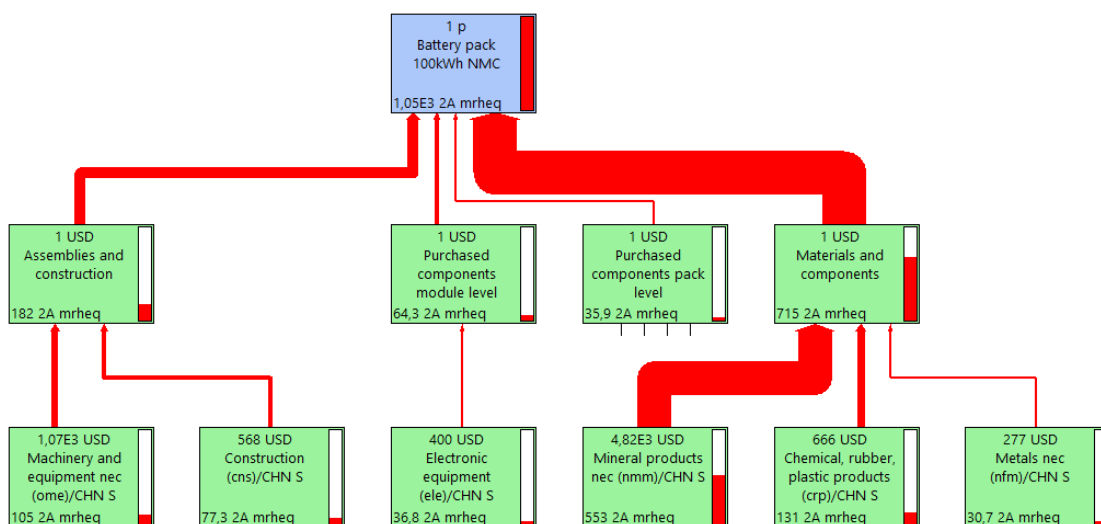 1 p
Battery pack
100kWh NMC
1,05E3 2A mrheq
1 USD
Assemblies and
construction
182 2A mrheq
1 USD
Purchased
components
module level
64,3 2A mrheq
1 USD
Purchased
components pack
level
35,9 2A mrheq
1 USD
Materials and
components
715 2A mrheq
1,07E3 USD
Machinery and
equipment nec
(ome)/CHN S
105 2A mrheq
568 USD
Construction
(cns)/CHN S
77,3 2A mrheq
400 USD
Electronic
equipment
(ele)/CHN S
36,8 2A mrheq
4,82E3 USD
Mineral products
nec (nmm)/CHN S
553 2A mrheq
666 USD
Chemical, rubber,
plastic products
(crp)/CHN S
131 2A mrheq
277 USD
Metals nec
(nfm)/CHN S
30,7 2A mrheq